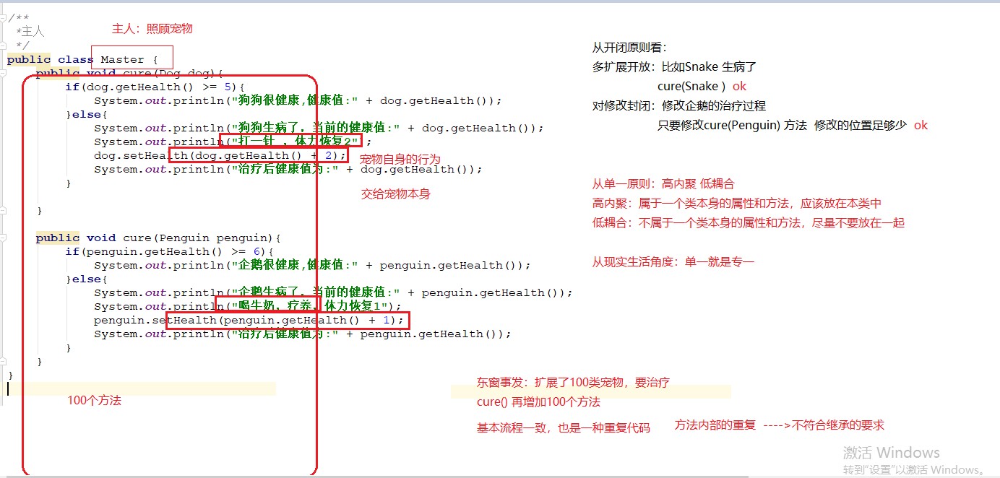 /**
*主人
*/
主人：照顾宠物
public class Master {
public void cure(Dog dog){
if(dog.getHealth() >= 5){
System.out.println("狗狗很健康,健康值:" + dog.getHealth());
}else{
System.out.println("狗狗生病了，当前的健康值:" + dog.getHealth());
System.out.println("打一针 ，体力恢复2");
dog.setHealth(dog.getHealth() + 2);
System.out.println("治疗后健康值为:" + dog.getHealth());
}
}
宠物自身的行为
交给宠物本身
public void cure(Penguin penguin){
if(penguin.getHealth() >= 6){
System.out.println("企鹅很健康,健康值:" + penguin.getHealth());
}else{
System.out.println("企鹅生病了，当前的健康值:" + penguin.getHealth());
System.out.println("喝牛奶，疗养，体力恢复1");
penguin.setHealth(penguin.getHealth() + 1);
System.out.println("治疗后健康值为:" + penguin.getHealth());
}
}
}
100个方法
从开闭原则看：
多扩展开放：比如Snake 生病了
cure(Snake ) ok
对修改封闭：修改企鹅的治疗过程
只要修改cure(Penguin) 方法 修改的位置足够少 ok
从单一原则：高内聚 低耦合
高内聚：属于一个类本身的属性和方法，应该放在本类中
低耦合：不属于一个类本身的属性和方法，尽量不要放在一起
从现实生活角度：单一就是专一
东窗事发：扩展了100类宠物，要治疗
cure() 再增加100个方法
基本流程一致，也是一种重复代码
方法内部的重复 ---->不符合继承的要求
激活 Windows
转到"设置"以激活 Windows。